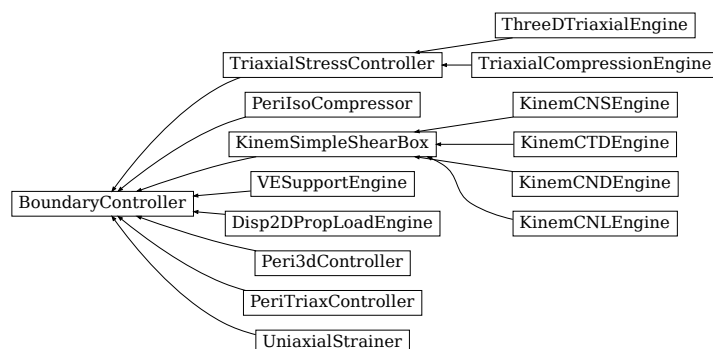 ThreeDTriaxialEngine
TriaxialStressController
TriaxialCompressionEngine
PeriIsoCompressor
KinemCNSEngine
KinemSimpleShearBox
KinemCTDEngine
VESupportEngine
KinemCNDEngine
BoundaryController
Disp2DPropLoadEngine
KinemCNLEngine
Peri3dController
PeriTriaxController
UniaxialStrainer